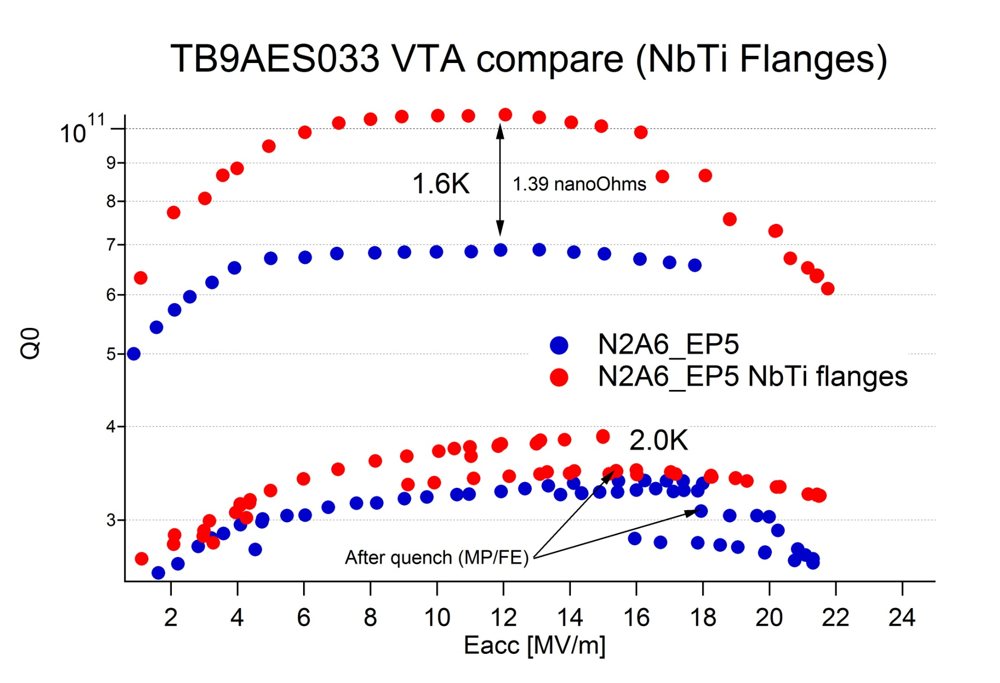 TB9AES033 VTA compare (NbTi Flanges)
10 11
9
8
7
6
5
4
3
Q0
1.6K
1.39 nanoOhms
N2A6_EP5
N2A6_EP5 NbTi flanges
2.0K
After quench (MP/FE)
2 4 6 8 10 12 14 16 18 20 22 24
Eacc [MV/m]